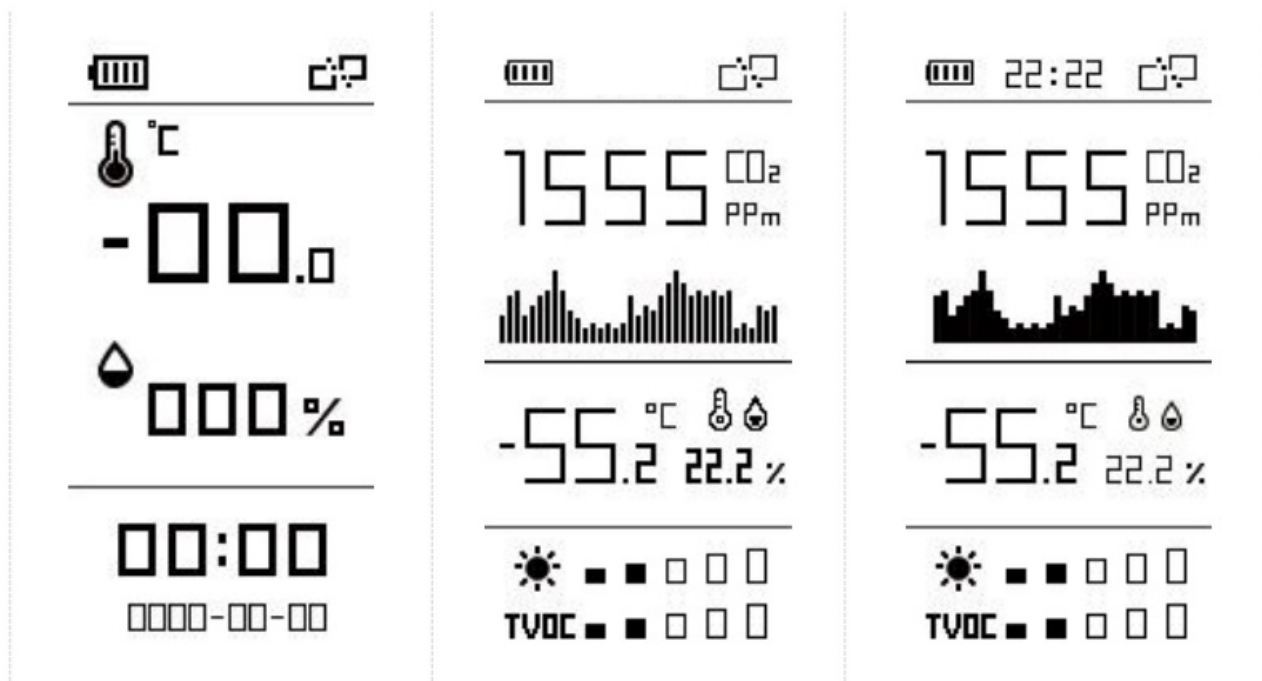 °C
-00.0
000%
00:00
0000-00-00
1555 CO₂
PPm
-55.2 °C
22.2 %
TVOC
22:22
1555 CO₂
PPm
-55.2 °C
22.2 %
TVOC